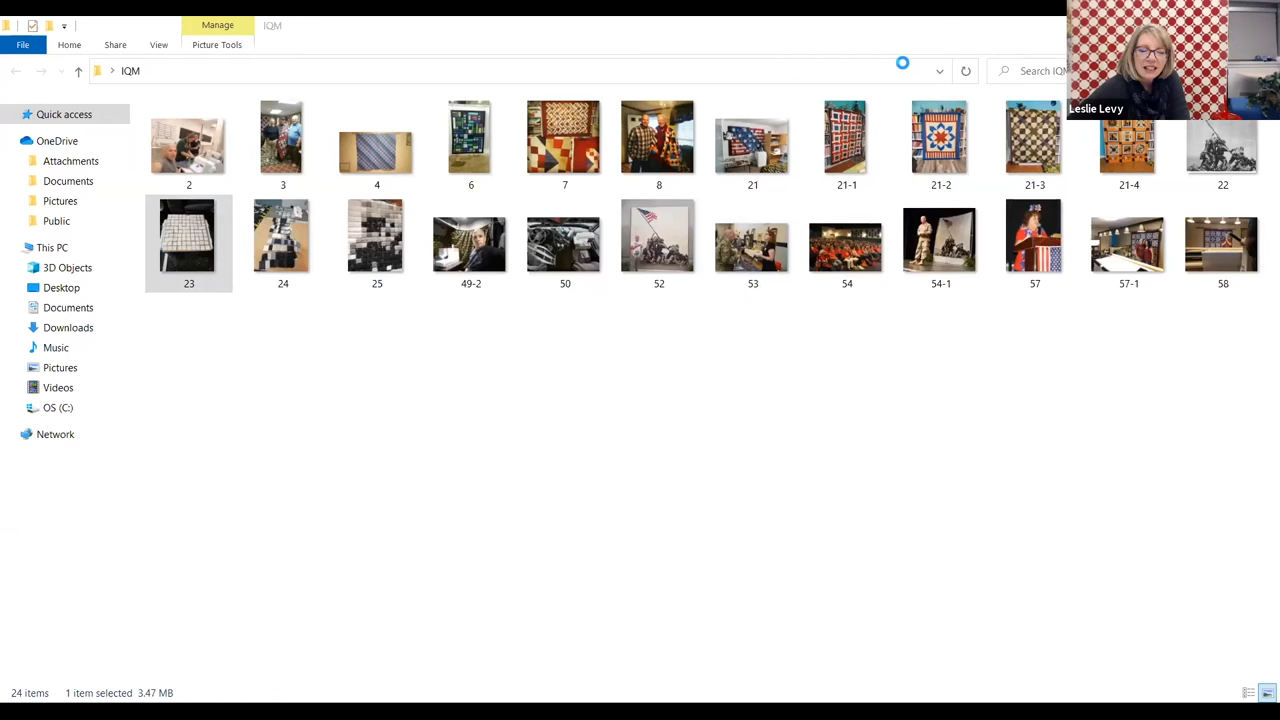 Manage
IQM
File
Home
Share
View
Picture Tools
IQM
Search IQM
Leslie Levy
Quick access
OneDrive
Attachments
Documents
Pictures
Public
This PC
3D Objects
Desktop
Documents
Downloads
Music
Pictures
Videos
OS (C:)
Network
2
3
4
6
7
8
21
21-1
21-2
21-3
21-4
22
23
24
25
49-2
50
52
53
54
54-1
57
57-1
58
24 items
1 item selected
3.47 MB